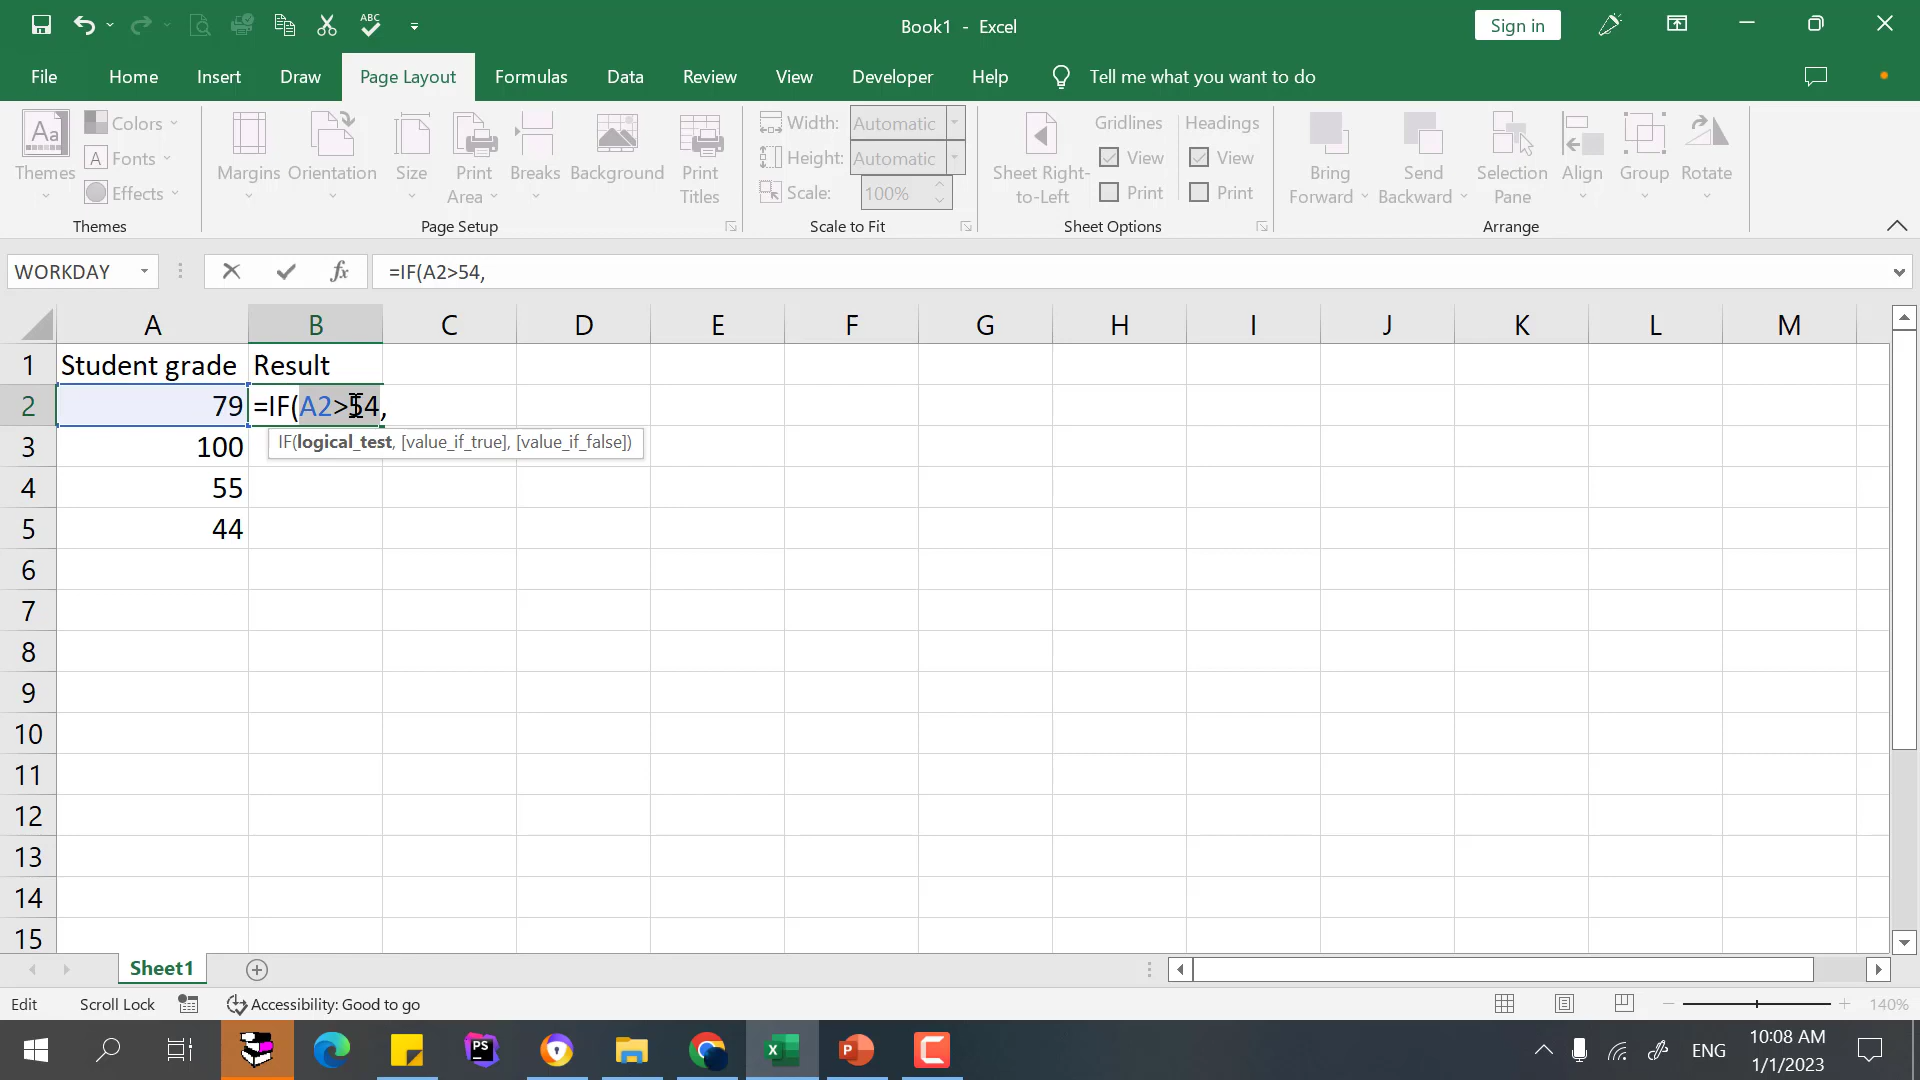 ABC
Book1 - Excel
Sign in
File Home Insert Draw Page Layout Formulas Data Review View Developer Help Tell me what you want to do
Aa Colors
A Fonts
Effects
Themes
Themes
Margins Orientation Size Print Area Breaks Background Print Titles
Page Setup
Width: Automatic
Height: Automatic
Scale: 100%
Scale to Fit
Sheet Right-to-Left
Gridlines
View
Print
Headings
View
Print
Sheet Options
Bring Forward Send Backward Selection Pane Align Group Rotate
Arrange
WORKDAY fx =IF(A2>54,
A B C D E F G H I J K L M
1 Student grade Result
2 79 =IF(A2>54,
IF(logical_test, [value_if_true], [value_if_false])
3 100
4 55
5 44
6
7
8
9
10
11
12
13
14
15
Sheet1
Edit Scroll Lock Accessibility: Good to go 140%
PS
ENG
10:08 AM
1/1/2023